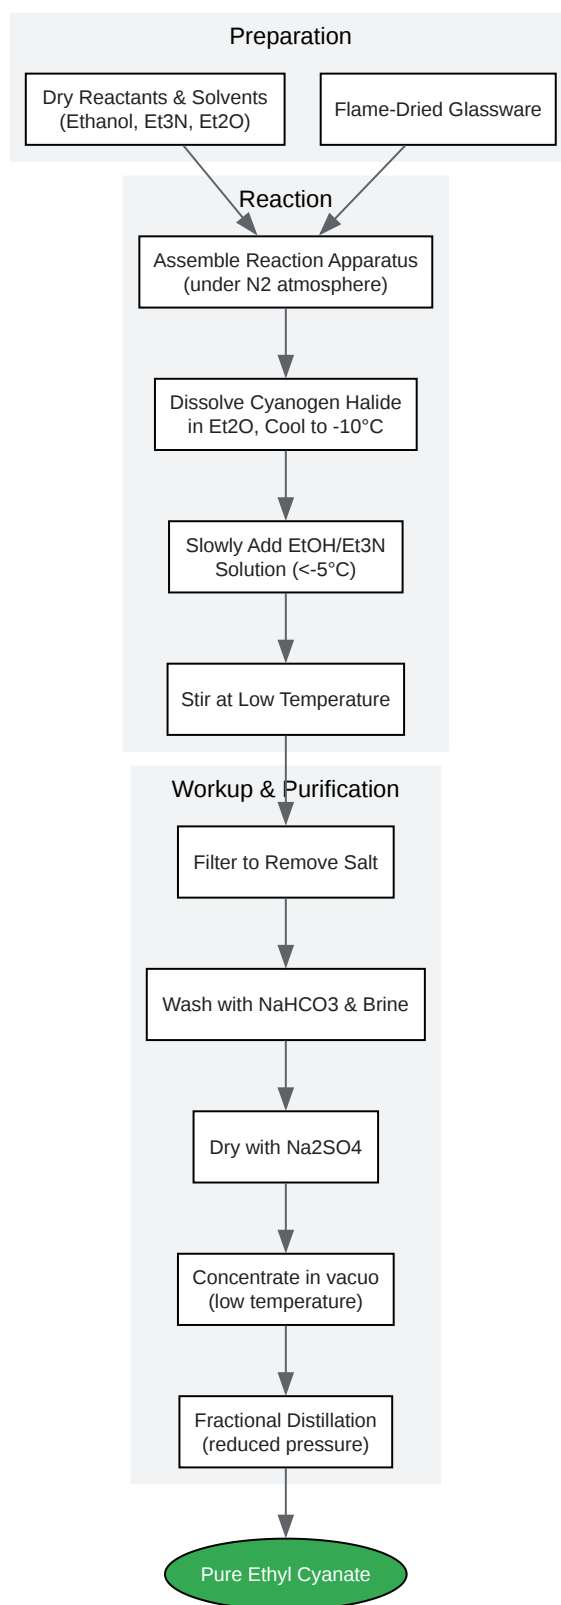 Preparation
Dry Reactants & Solvents
(Ethanol, Et3N, Et2O)
Flame-Dried Glassware
Reaction
Assemble Reaction Apparatus
(under N2 atmosphere)
Dissolve Cyanogen Halide
in Et2O, Cool to -10°C
Slowly Add EtOH/Et3N
Solution (<-5°C)
Stir at Low Temperature
Workup & Purification
Filter to Remove Salt
Wash with NaHCO3 & Brine
Dry with Na2SO4
Concentrate in vacuo
(low temperature)
Fractional Distillation
(reduced pressure)
Pure Ethyl Cyanate